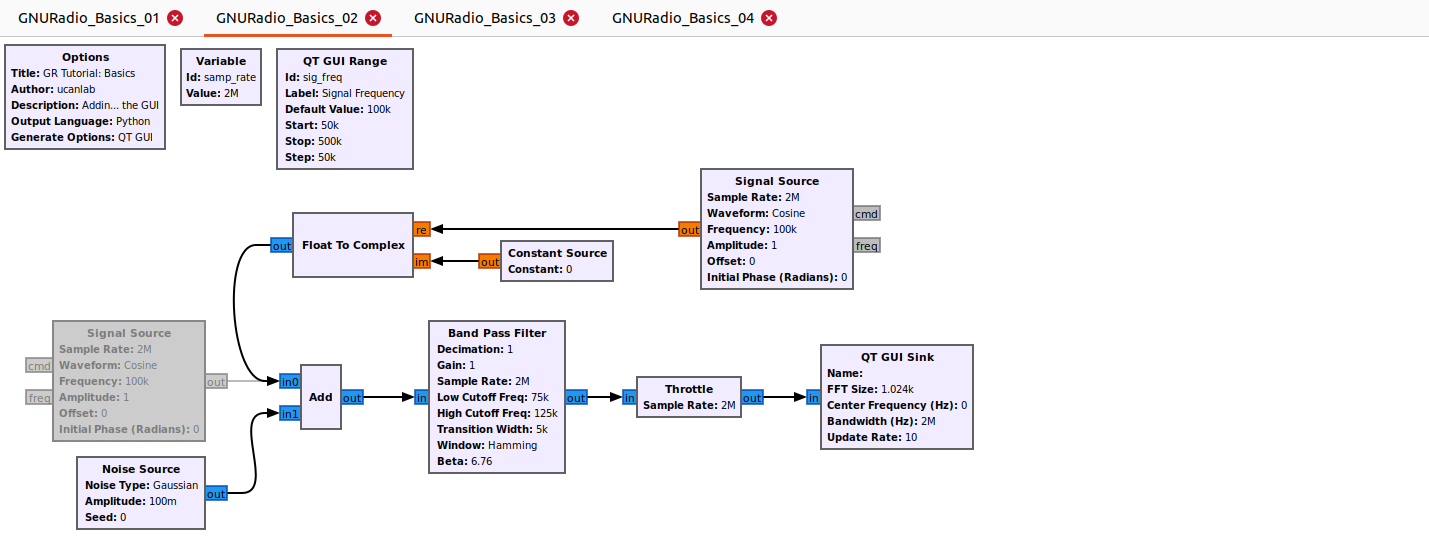 GNURadio_Basics_01
GNURadio_Basics_02
GNURadio_Basics_03
GNURadio_Basics_04
Options
Title: GR Tutorial: Basics
Author: ucanlab
Description: Addin... the GUI
Output Language: Python
Generate Options: QT GUI
Variable
Id: samp_rate
Value: 2M
QT GUI Range
Id: sig_freq
Label: Signal Frequency
Default Value: 100k
Start: 50k
Stop: 500k
Step: 50k
Signal Source
Sample Rate: 2M
Waveform: Cosine
Frequency: 100k
Amplitude: 1
Offset: 0
Initial Phase (Radians): 0
out
cmd
freq
Float To Complex
out
re
im
Constant Source
Constant: 0
out
Signal Source
Sample Rate: 2M
Waveform: Cosine
Frequency: 100k
Amplitude: 1
Offset: 0
Initial Phase (Radians): 0
cmd
freq
out
Noise Source
Noise Type: Gaussian
Amplitude: 100m
Seed: 0
out
Add
in0
in1
out
Band Pass Filter
Decimation: 1
Gain: 1
Sample Rate: 2M
Low Cutoff Freq: 75k
High Cutoff Freq: 125k
Transition Width: 5k
Window: Hamming
Beta: 6.76
in
out
Throttle
Sample Rate: 2M
in
out
QT GUI Sink
Name:
FFT Size: 1.024k
Center Frequency (Hz): 0
Bandwidth (Hz): 2M
Update Rate: 10
in